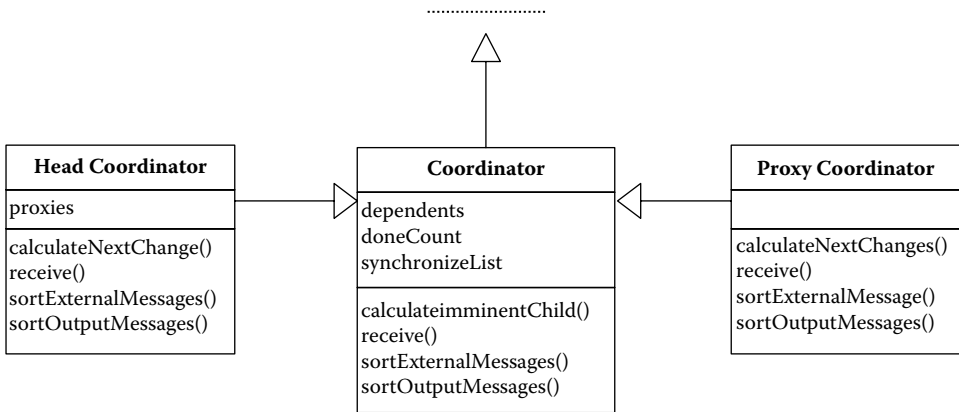 ..........................
Head Coordinator
proxies
calculateNextChange()
receive()
sortExternalMessages()
sortOutputMessages()
Coordinator
dependents
doneCount
synchronizeList
calculateimminentChild()
receive()
sortExternalMessages()
sortOutputMessages()
Proxy Coordinator
calculateNextChanges()
receive()
sortExternalMessage()
sortOutputMessages()